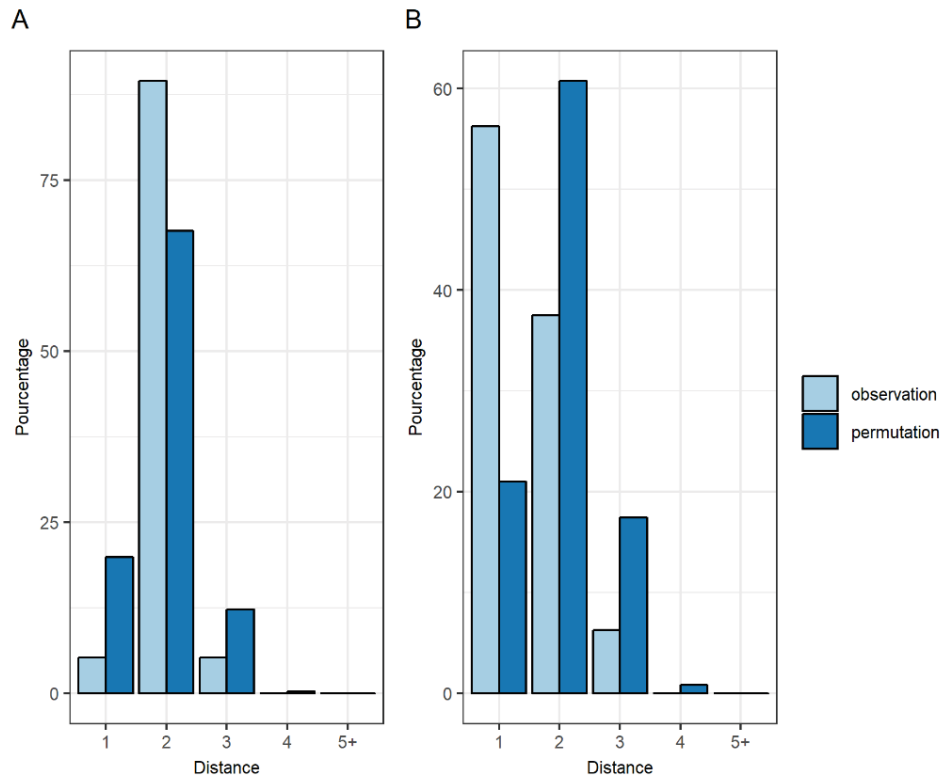 A
Pourcentage
75
50
25
0
1 2 3 4 5+
Distance
B
Pourcentage
60
40
20
0
1 2 3 4 5+
Distance
observation
permutation